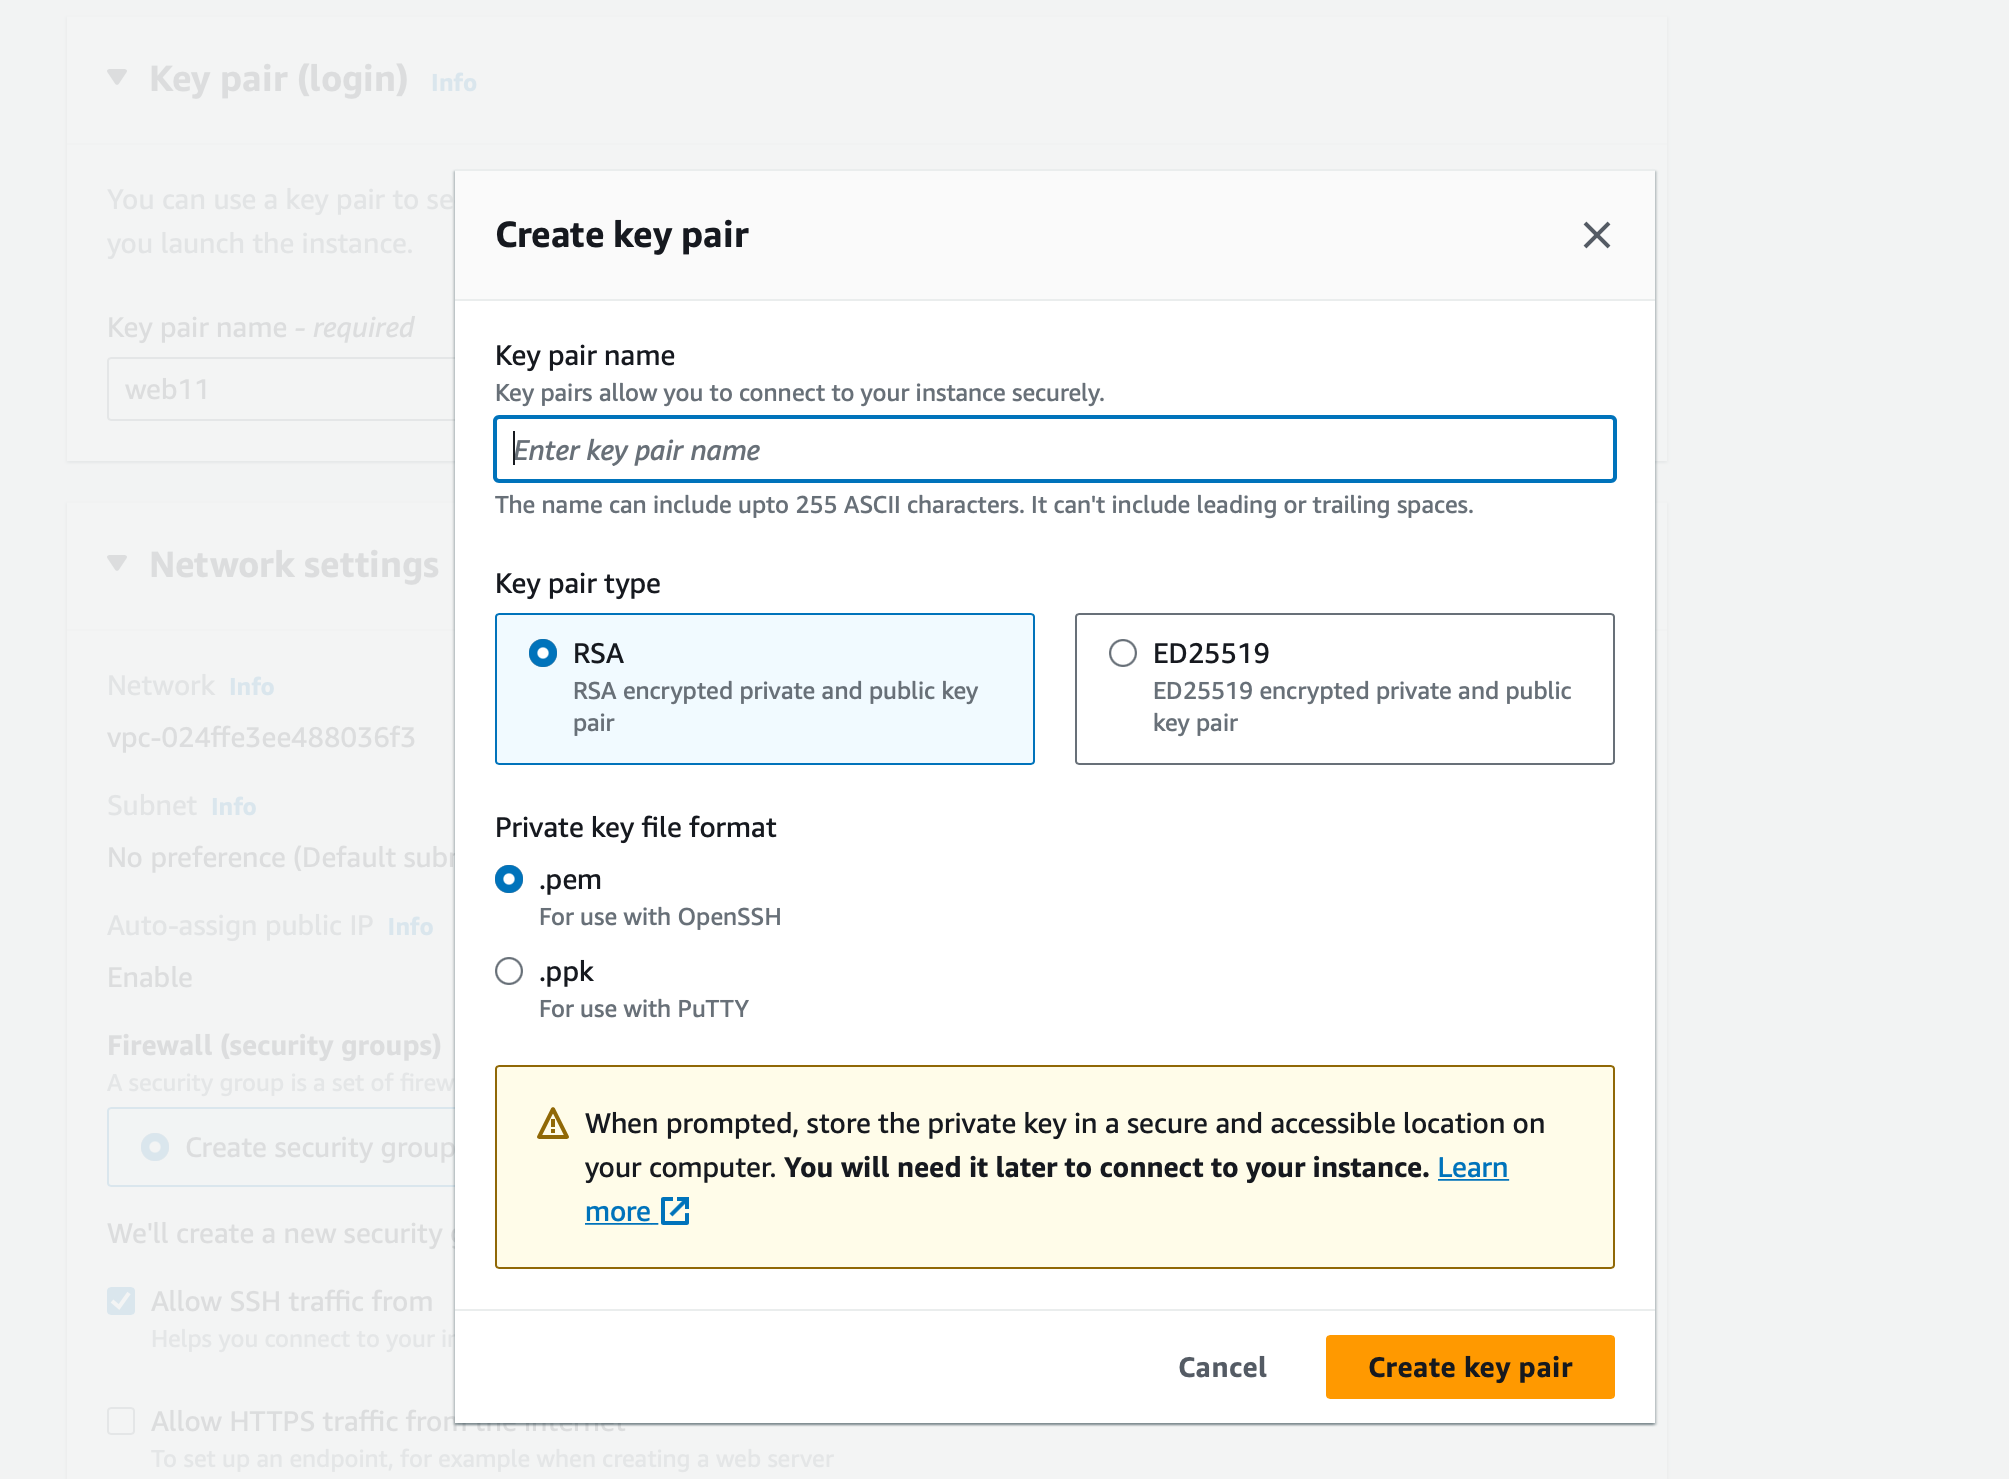 Key pair (login) Info
You can use a key pair to se
you launch the instance.
Key pair name - required
web11
Network settings
Network Info
vpc-024ffe3ee488036f3
Subnet Info
No preference (Default subn
Auto-assign public IP Info
Enable
Firewall (security groups)
A security group is a set of firew
Create security group
We'll create a new security g
Allow SSH traffic from
Helps you connect to your in
Allow HTTPS traffic from the internet
To set up an endpoint, for example when creating a web server
Create key pair
Key pair name
Key pairs allow you to connect to your instance securely.
Enter key pair name
The name can include upto 255 ASCII characters. It can't include leading or trailing spaces.
Key pair type
RSA
RSA encrypted private and public key
pair
ED25519
ED25519 encrypted private and public
key pair
Private key file format
.pem
For use with OpenSSH
.ppk
For use with PuTTY
When prompted, store the private key in a secure and accessible location on
your computer. You will need it later to connect to your instance. Learn
more
Cancel
Create key pair